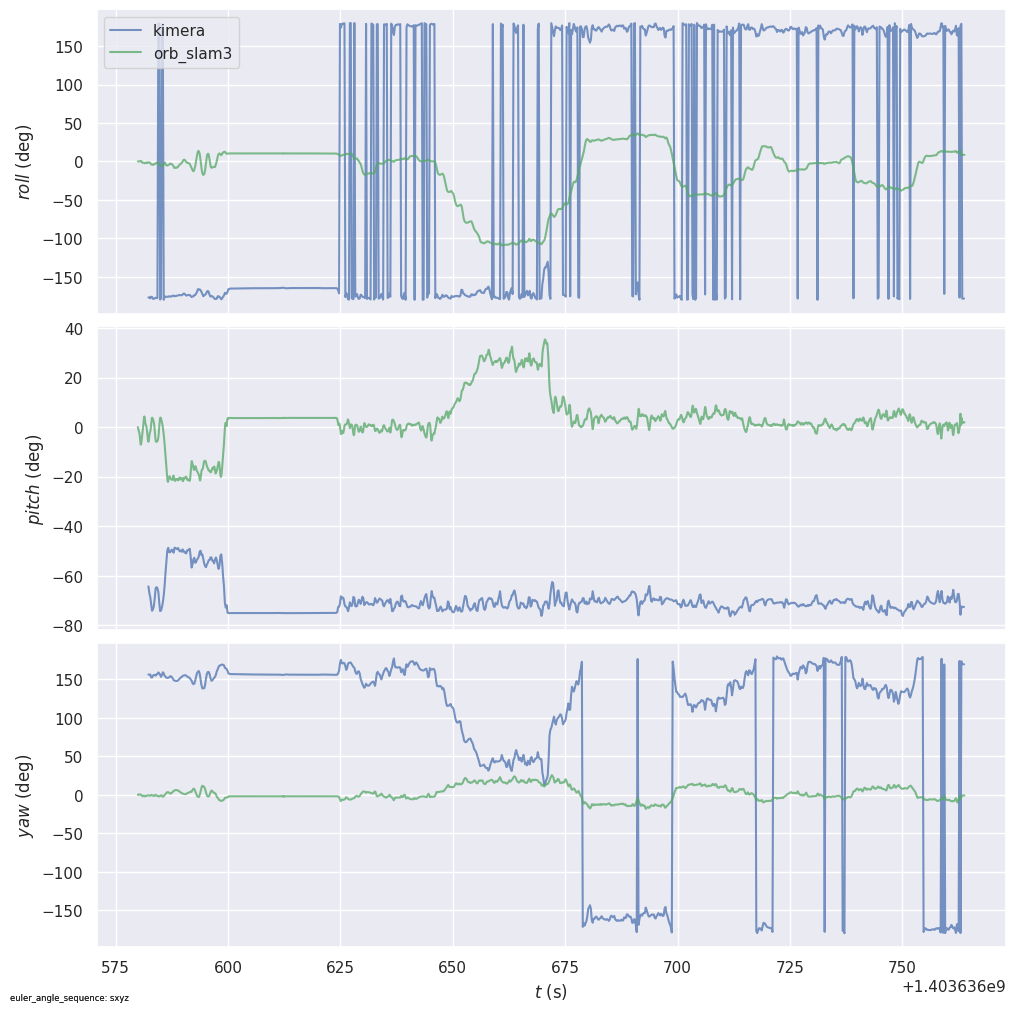 kimera
orb_slam3
roll (deg)
150
100
50
0
−50
−100
−150
pitch (deg)
40
20
0
−20
−40
−60
−80
yaw (deg)
150
100
50
0
−50
−100
−150
575 600 625 650 675 700 725 750
+1.403636e9
t (s)
euler_angle_sequence: sxyz